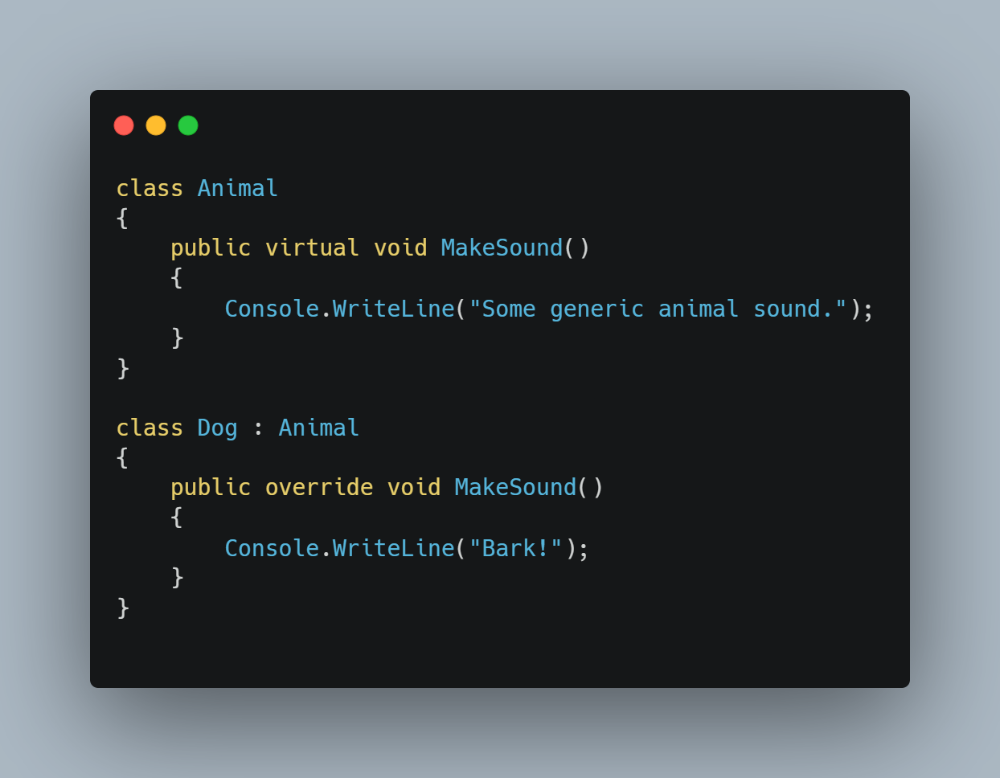 class Animal
{
    public virtual void MakeSound()
    {
        Console.WriteLine("Some generic animal sound.");
    }
}

class Dog : Animal
{
    public override void MakeSound()
    {
        Console.WriteLine("Bark!");
    }
}